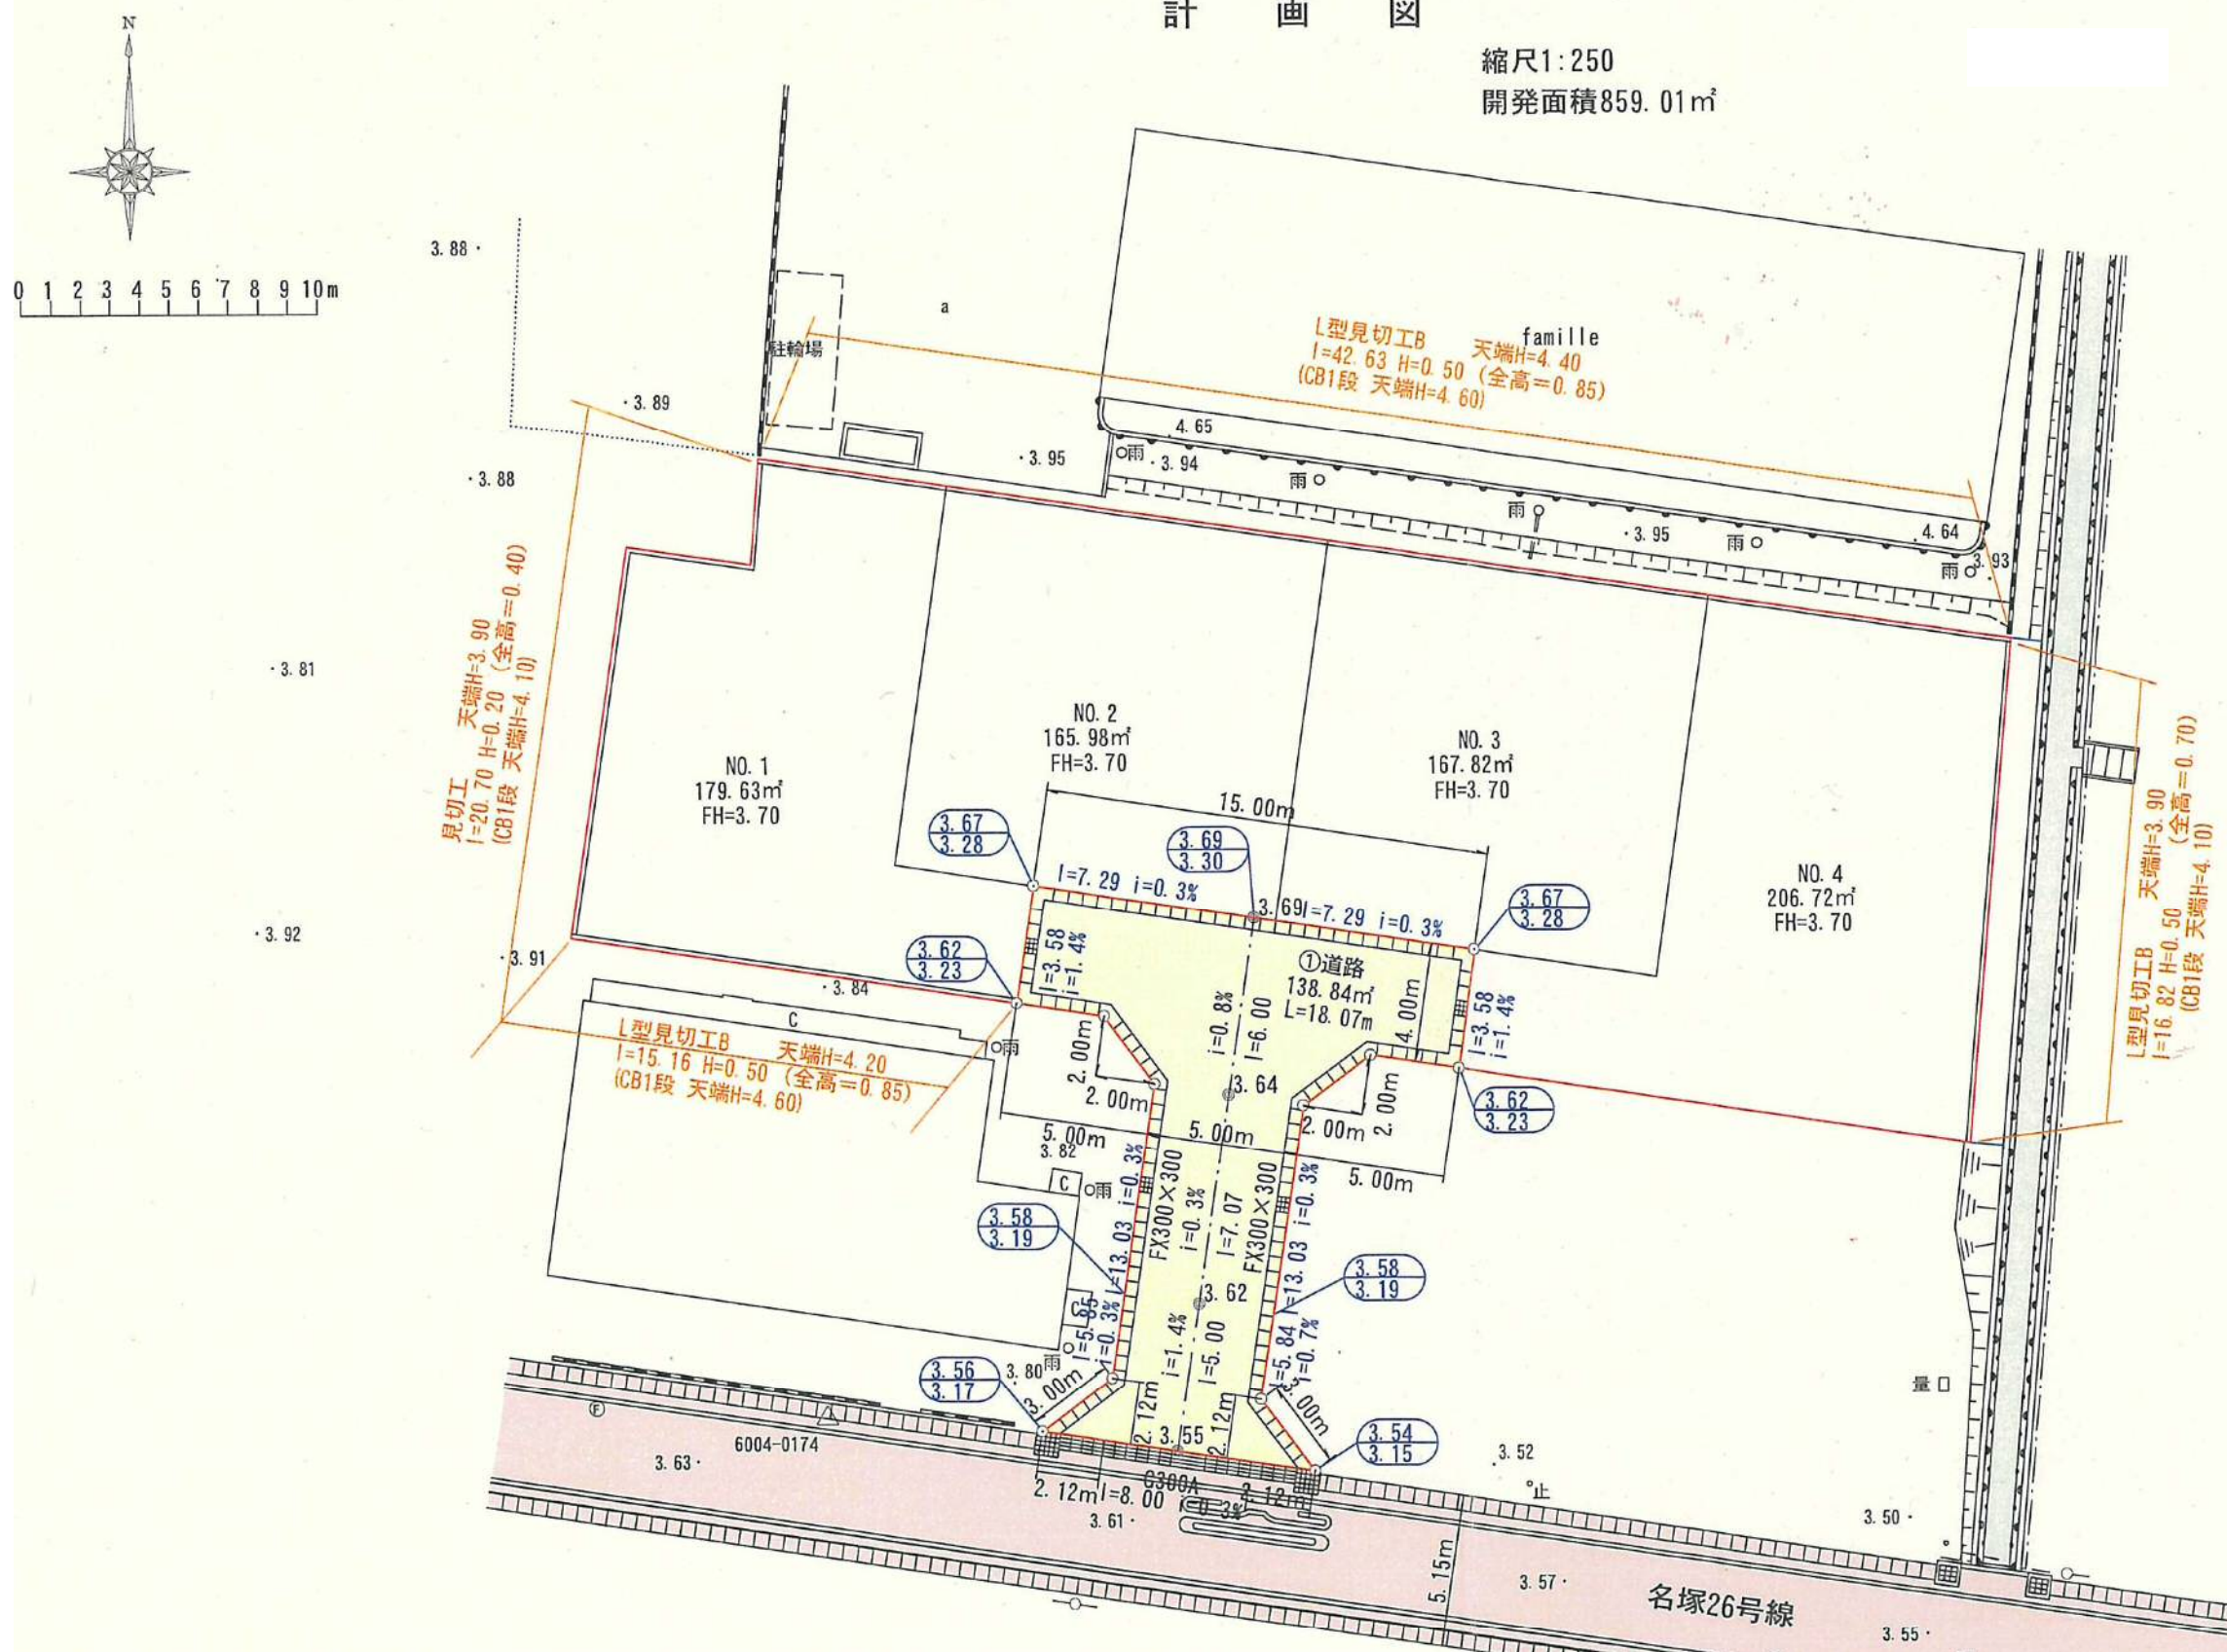 計 画 図
縮尺1:250
開発面積859.01㎡
N
0 1 2 3 4 5 6 7 8 9 10m
3.88
a
駐輪場
L型見切工B 天端H=4.40
l=42.63 H=0.50 (全高=0.85)
(CB1段 天端H=4.60)
famille
3.89
3.88
3.95
4.65
雨
3.94
雨
雨
3.95
雨
4.64
3.93
雨
見切工 天端H=3.90
l=20.70 H=0.20 (全高=0.40)
(CB1段 天端H=4.10)
3.81
3.92
3.91
NO.1
179.63㎡
FH=3.70
NO.2
165.98㎡
FH=3.70
NO.3
167.82㎡
FH=3.70
NO.4
206.72㎡
FH=3.70
L型見切工B 天端H=3.90
l=16.82 H=0.50 (全高=0.70)
(CB1段 天端H=4.10)
15.00m
3.67
3.28
3.69
3.30
3.67
3.28
l=7.29 i=0.3%
3.69
l=7.29 i=0.3%
3.62
3.23
l=3.58
i=1.4%
①道路
138.84㎡
L=18.07m
4.00m
l=3.58
i=1.4%
3.62
3.23
i=0.8%
l=6.00
3.84
C
L型見切工B 天端H=4.20
l=15.16 H=0.50 (全高=0.85)
(CB1段 天端H=4.60)
雨
2.00m
2.00m
3.64
2.00m
2.00m
5.00m
5.00m
5.00m
3.82
C
雨
3.58
3.19
l=13.03 i=0.3%
FX300×300
i=0.3%
l=7.07
FX300×300
l=13.03 i=0.3%
3.58
3.19
3.62
C
l=5.85
i=0.3%
i=1.4%
l=5.00
l=5.84
i=0.7%
雨
3.80
3.56
3.17
3.00m
2.12m
3.55
2.12m
3.00m
3.54
3.15
G300A
2.12m
l=8.00 i=0.3%
2.12m
F
6004-0174
3.63
3.61
3.52
止
3.50
量
5.15m
3.57
名塚26号線
3.55